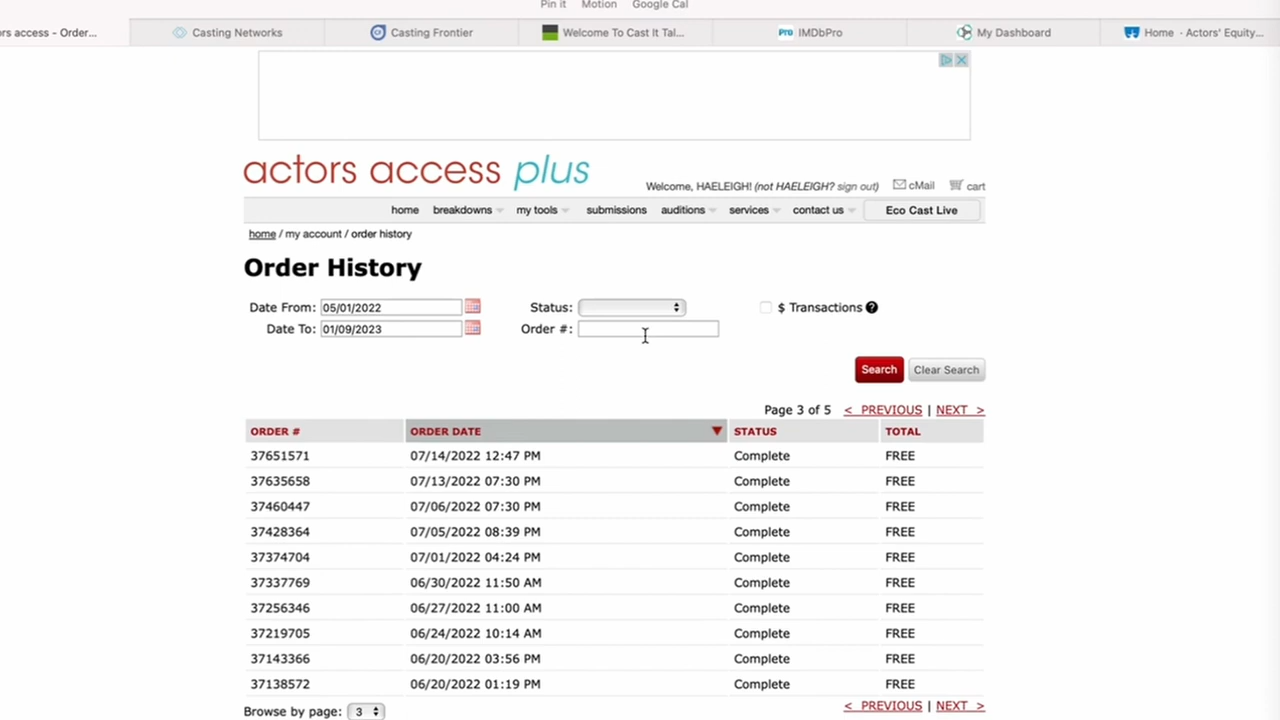 Pin it Motion Google Cal
ors access - Order... Casting Networks Casting Frontier Welcome To Cast It Tal... Pro IMDbPro My Dashboard Home - Actors' Equity...
actors access plus
Welcome, HAELEIGH! (not HAELEIGH? sign out) cMail cart
home breakdowns my tools submissions auditions services contact us Eco Cast Live
home / my account / order history
Order History
Date From: 05/01/2022 Status: $ Transactions ?
Date To: 01/09/2023 Order #:
Search Clear Search
Page 3 of 5 < PREVIOUS | NEXT >
ORDER # ORDER DATE STATUS TOTAL
37651571 07/14/2022 12:47 PM Complete FREE
37635658 07/13/2022 07:30 PM Complete FREE
37460447 07/06/2022 07:30 PM Complete FREE
37428364 07/05/2022 08:39 PM Complete FREE
37374704 07/01/2022 04:24 PM Complete FREE
37337769 06/30/2022 11:50 AM Complete FREE
37256346 06/27/2022 11:00 AM Complete FREE
37219705 06/24/2022 10:14 AM Complete FREE
37143366 06/20/2022 03:56 PM Complete FREE
37138572 06/20/2022 01:19 PM Complete FREE
Browse by page: 3 < PREVIOUS | NEXT >